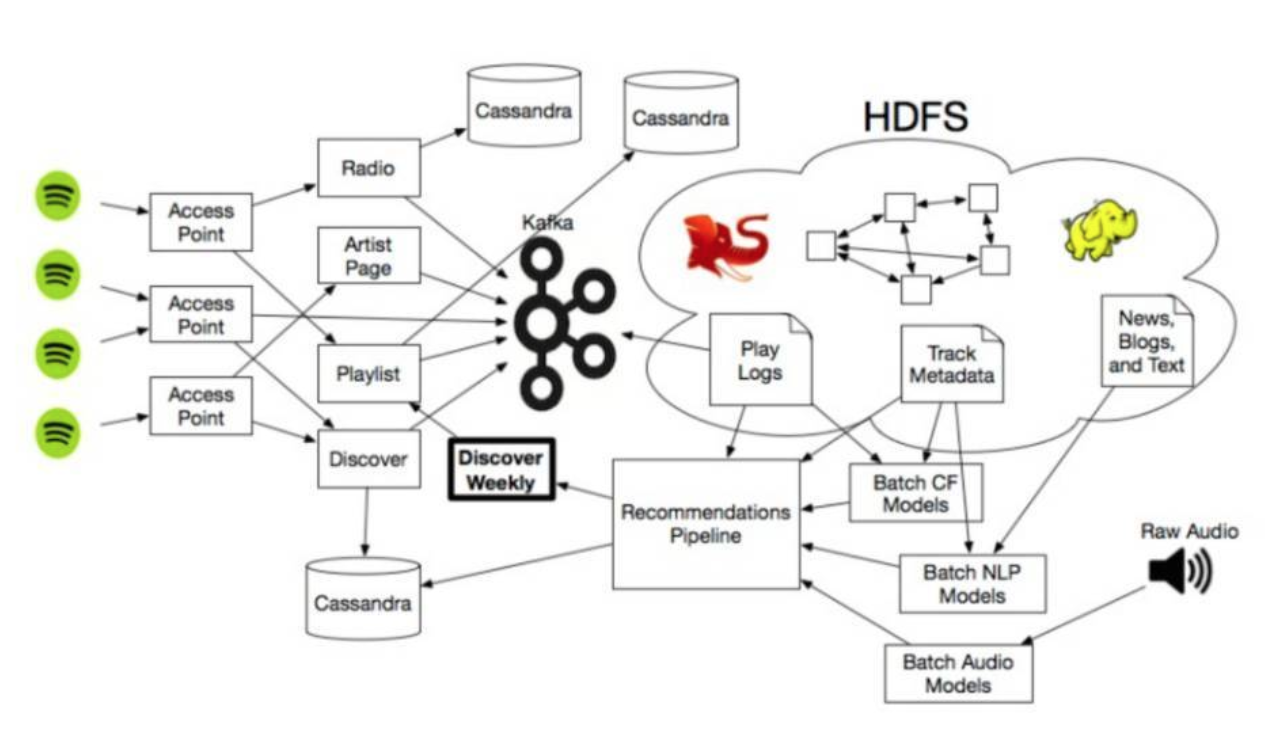 Cassandra
Cassandra
HDFS
Radio
Access
Point
Kafka
Artist
Page
Access
Point
Playlist
Play
Logs
Track
Metadata
News,
Blogs,
and Text
Access
Point
Discover
Discover
Weekly
Recommendations
Pipeline
Batch CF
Models
Raw Audio
Batch NLP
Models
Cassandra
Batch Audio
Models